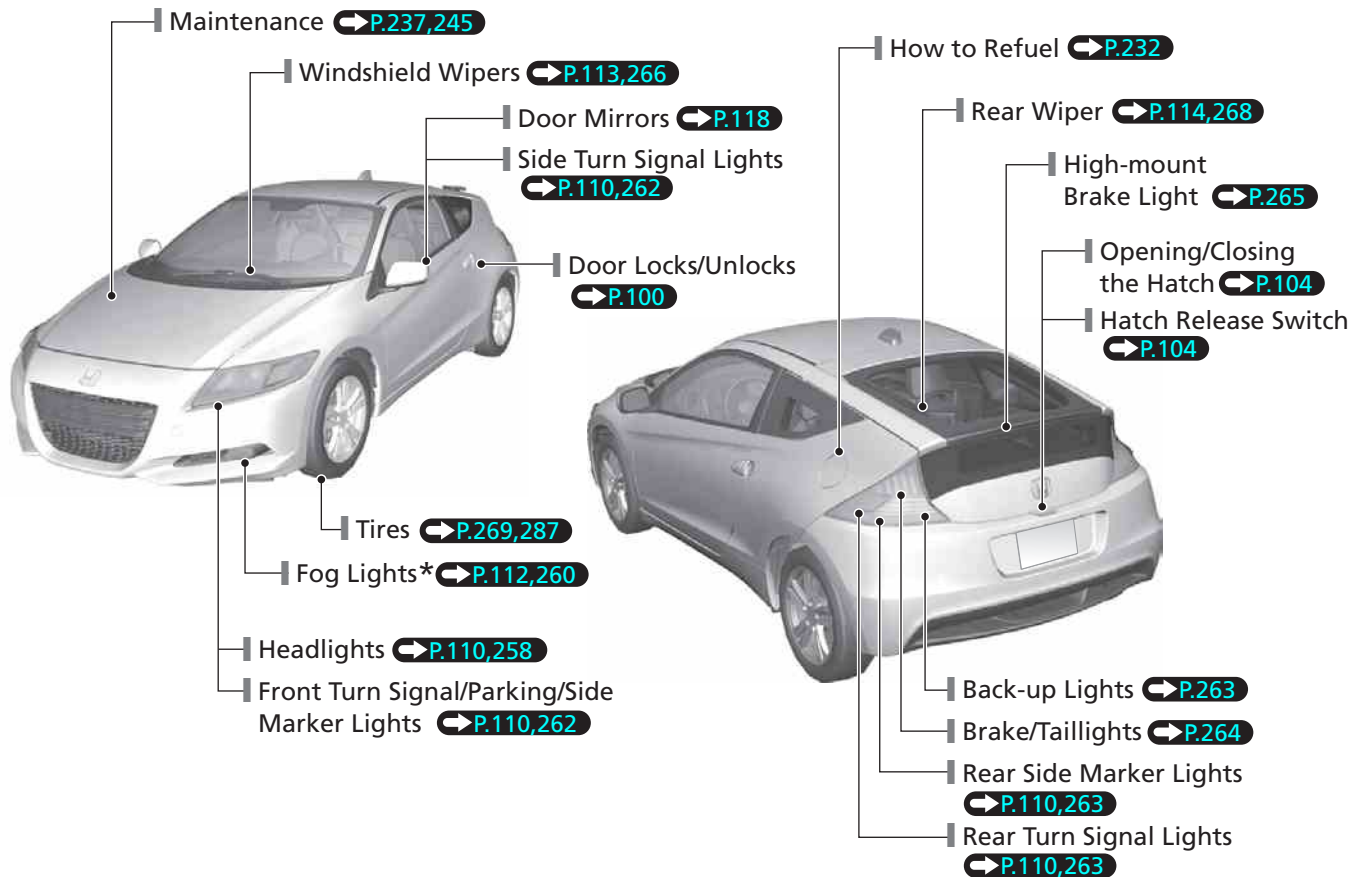 Maintenance P.237,245
Windshield Wipers P.113,266
Door Mirrors P.118
Side Turn Signal Lights
P.110,262
Door Locks/Unlocks
P.100
Tires P.269,287
Fog Lights* P.112,260
Headlights P.110,258
Front Turn Signal/Parking/Side
Marker Lights P.110,262
How to Refuel P.232
Rear Wiper P.114,268
High-mount
Brake Light P.265
Opening/Closing
the Hatch P.104
Hatch Release Switch
P.104
Back-up Lights P.263
Brake/Taillights P.264
Rear Side Marker Lights
P.110,263
Rear Turn Signal Lights
P.110,263